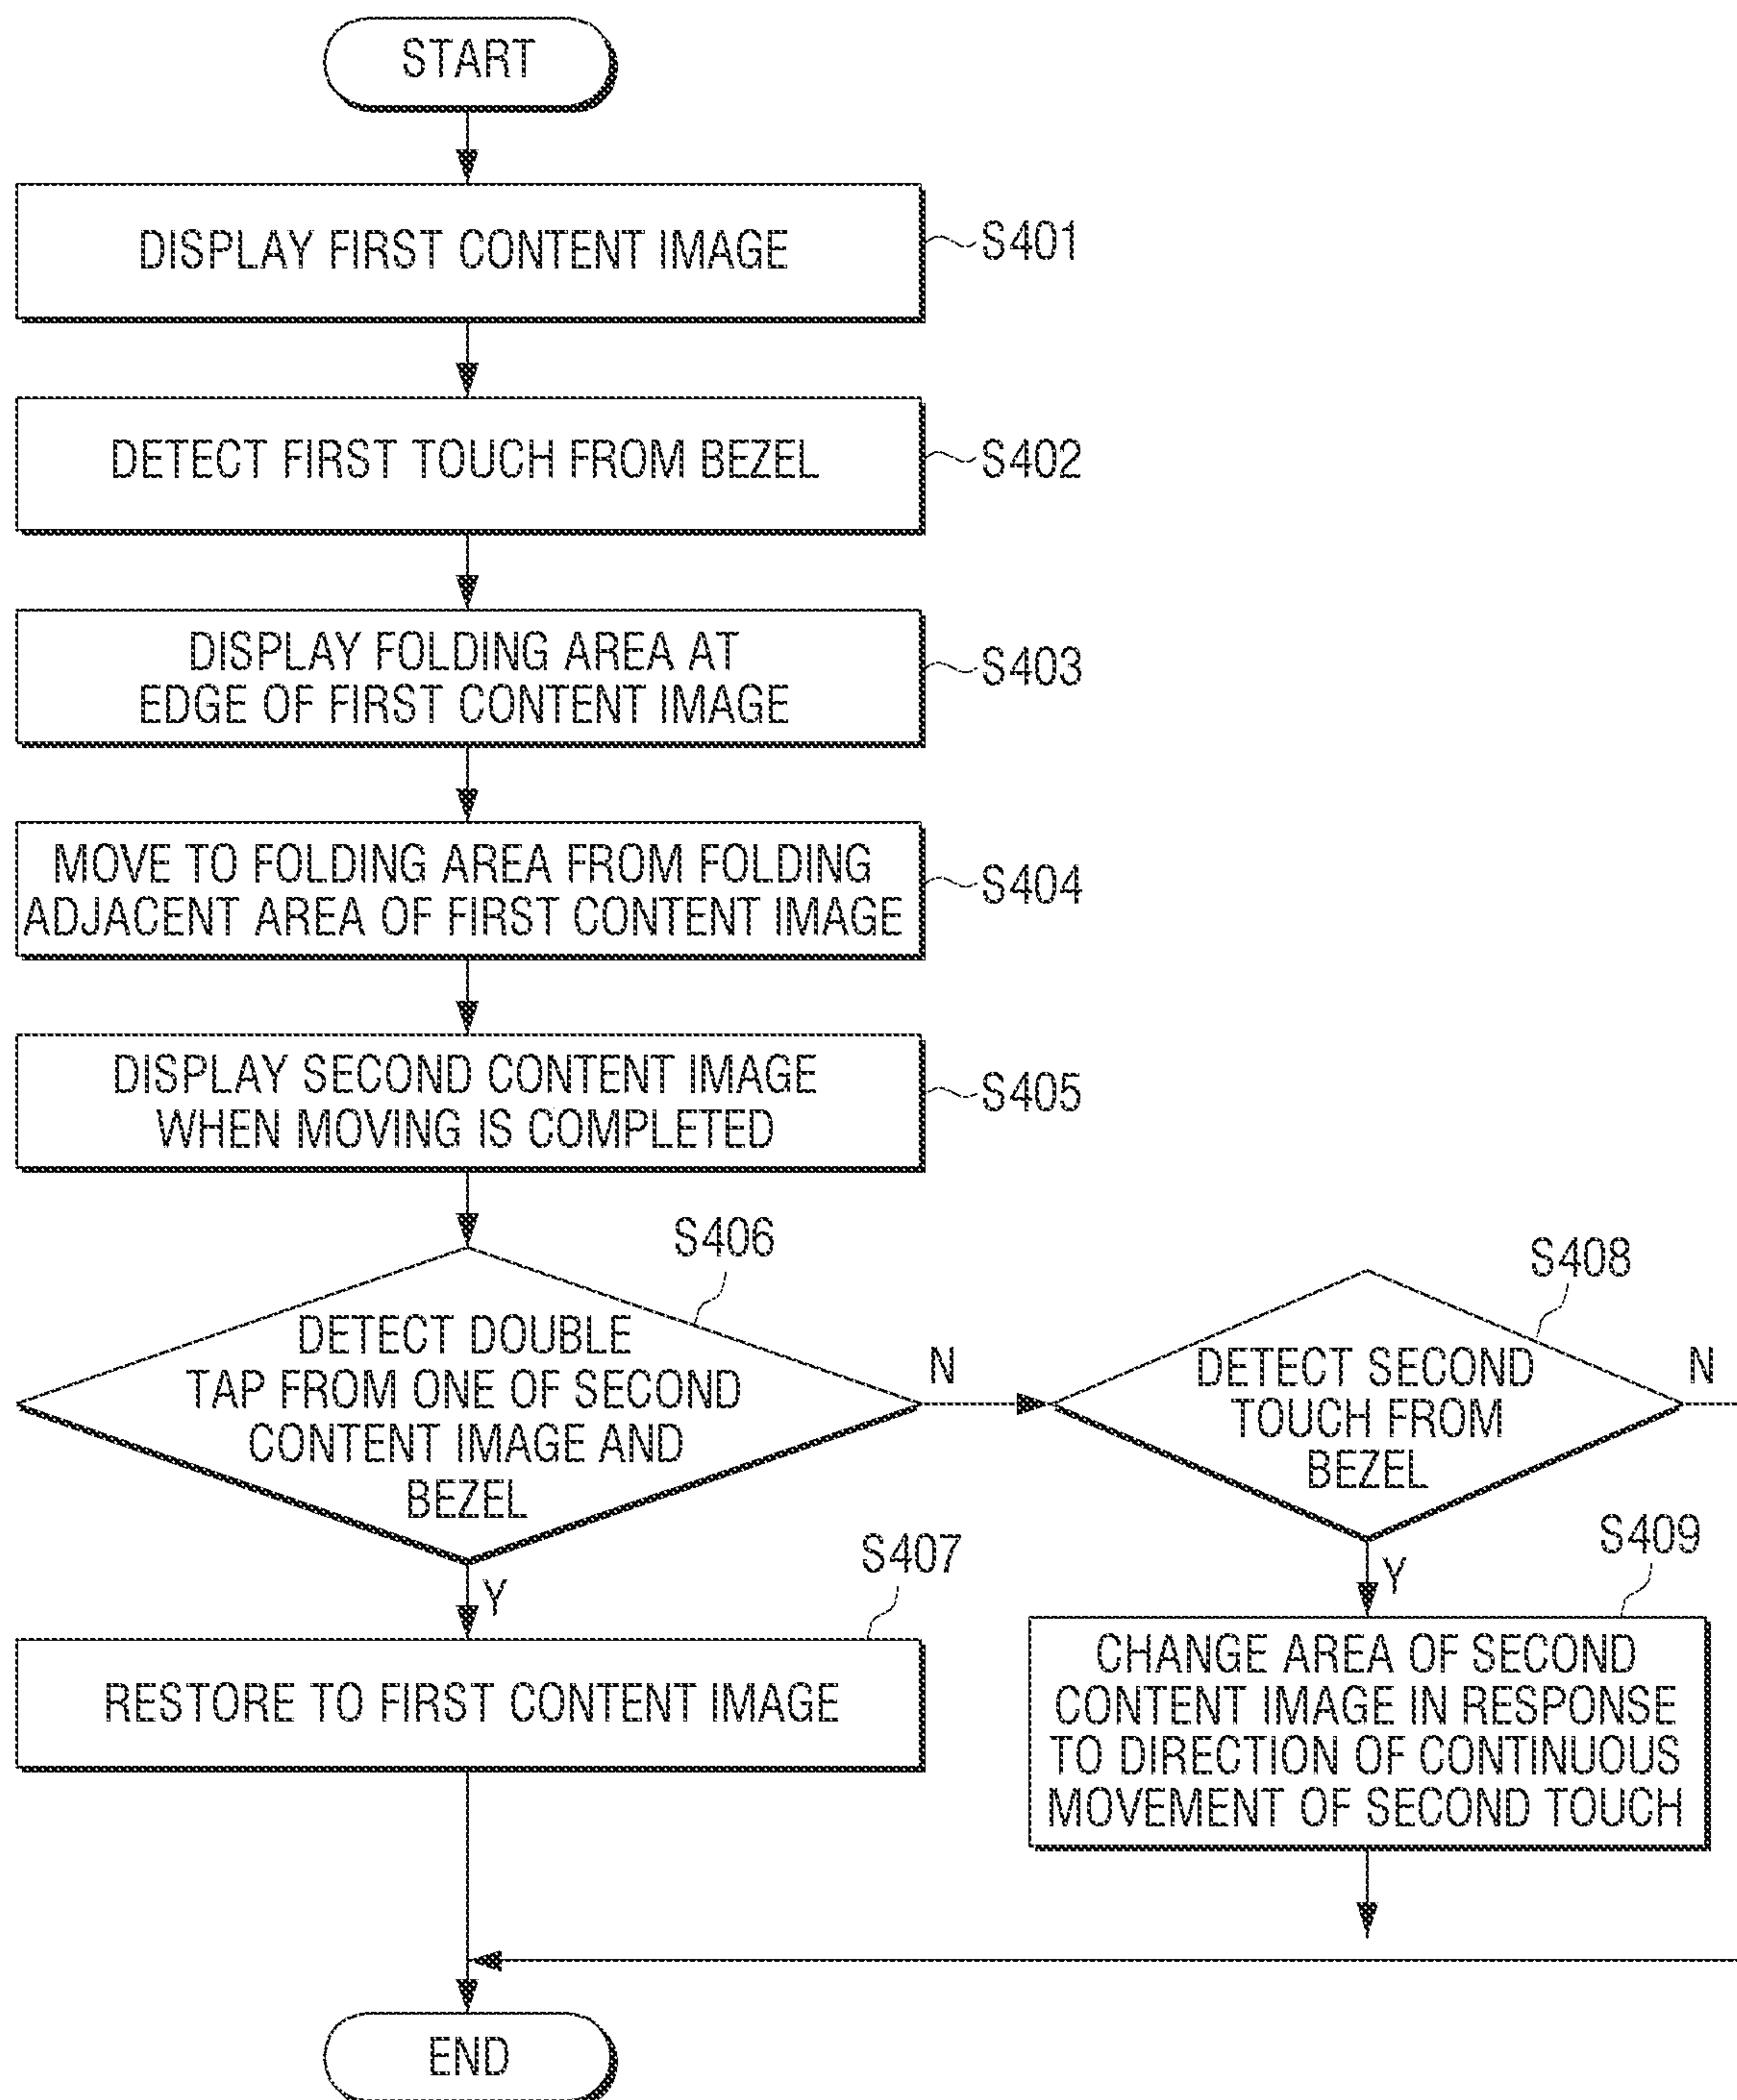 START
DISPLAY FIRST CONTENT IMAGE
S401
DETECT FIRST TOUCH FROM BEZEL
S402
DISPLAY FOLDING AREA AT
EDGE OF FIRST CONTENT IMAGE
S403
MOVE TO FOLDING AREA FROM FOLDING
ADJACENT AREA OF FIRST CONTENT IMAGE
S404
DISPLAY SECOND CONTENT IMAGE
WHEN MOVING IS COMPLETED
S405
S406
DETECT DOUBLE
TAP FROM ONE OF SECOND
CONTENT IMAGE AND
BEZEL
N
Y
S407
RESTORE TO FIRST CONTENT IMAGE
S408
DETECT SECOND
TOUCH FROM
BEZEL
N
Y
S409
CHANGE AREA OF SECOND
CONTENT IMAGE IN RESPONSE
TO DIRECTION OF CONTINUOUS
MOVEMENT OF SECOND TOUCH
END